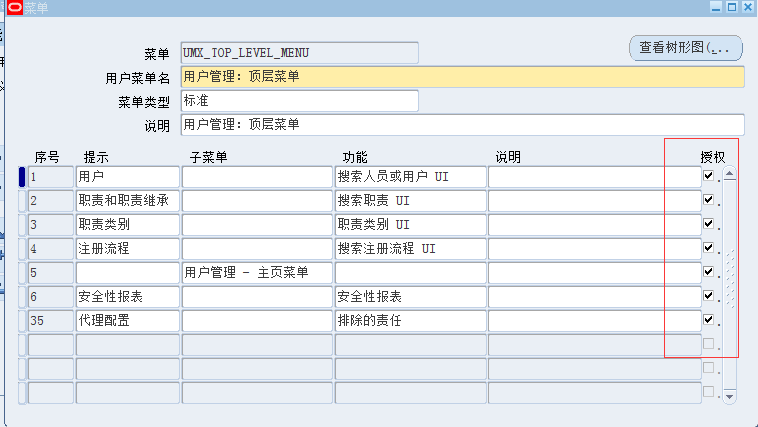 菜单
查看树形图(_...
菜单 UMX_TOP_LEVEL_MENU
用户菜单名 用户管理: 顶层菜单
菜单类型 标准
说明 用户管理: 顶层菜单
序号 提示 子菜单 功能 说明 授权
1 用户 搜索人员或用户 UI
2 职责和职责继承 搜索职责 UI
3 职责类别 职责类别 UI
4 注册流程 搜索注册流程 UI
5 用户管理 - 主页菜单
6 安全性报表 安全性报表
35 代理配置 排除的责任